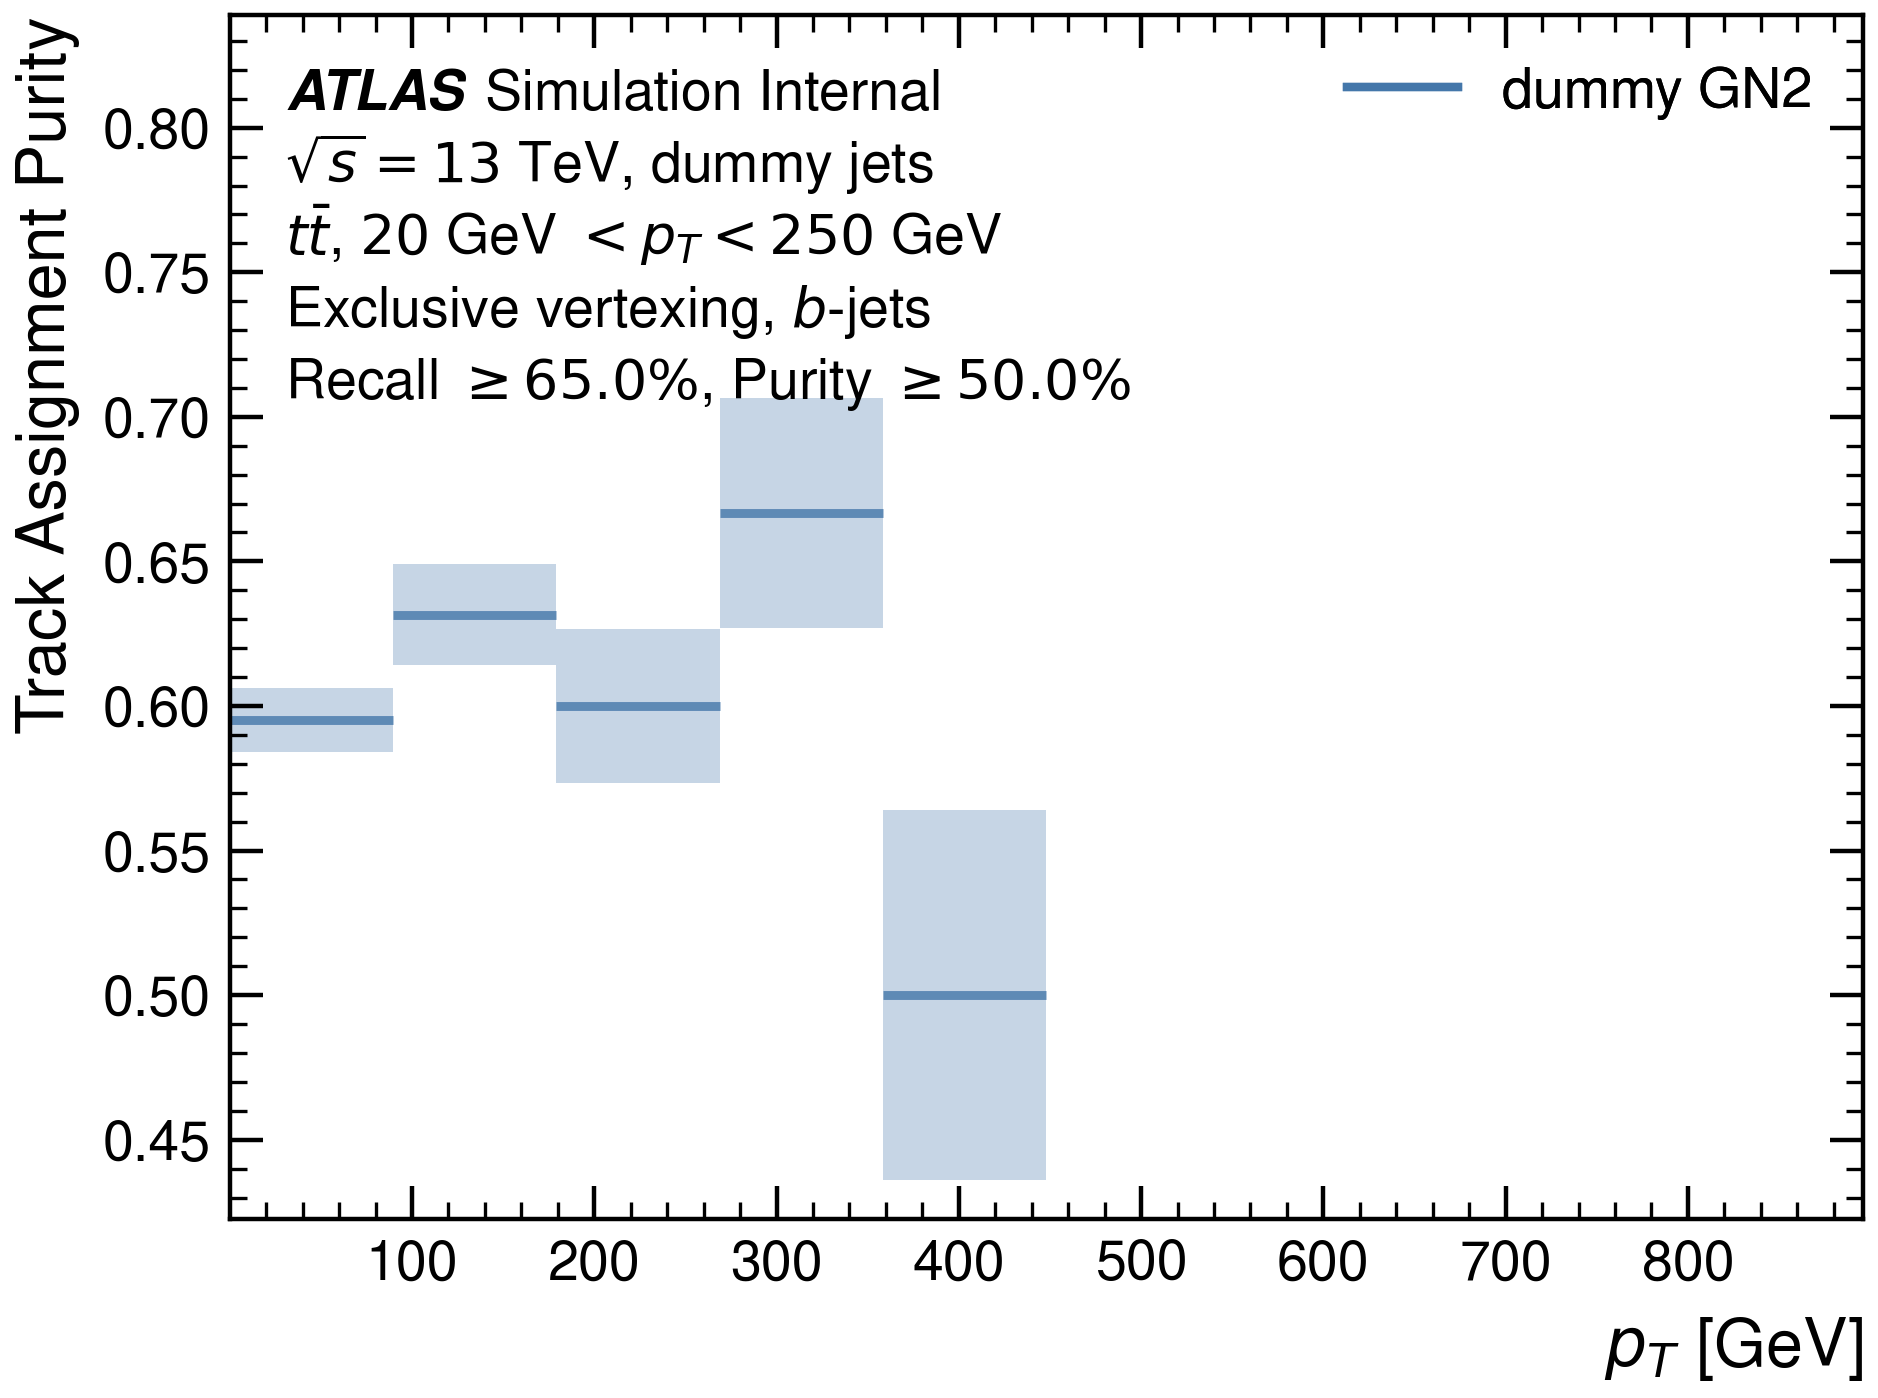 ATLAS Simulation Internal
√s = 13 TeV, dummy jets
tt̄, 20 GeV < p_T < 250 GeV
Exclusive vertexing, b-jets
Recall ≥ 65.0%, Purity ≥ 50.0%
dummy GN2
Track Assignment Purity
0.80
0.75
0.70
0.65
0.60
0.55
0.50
0.45
100 200 300 400 500 600 700 800
p_T [GeV]